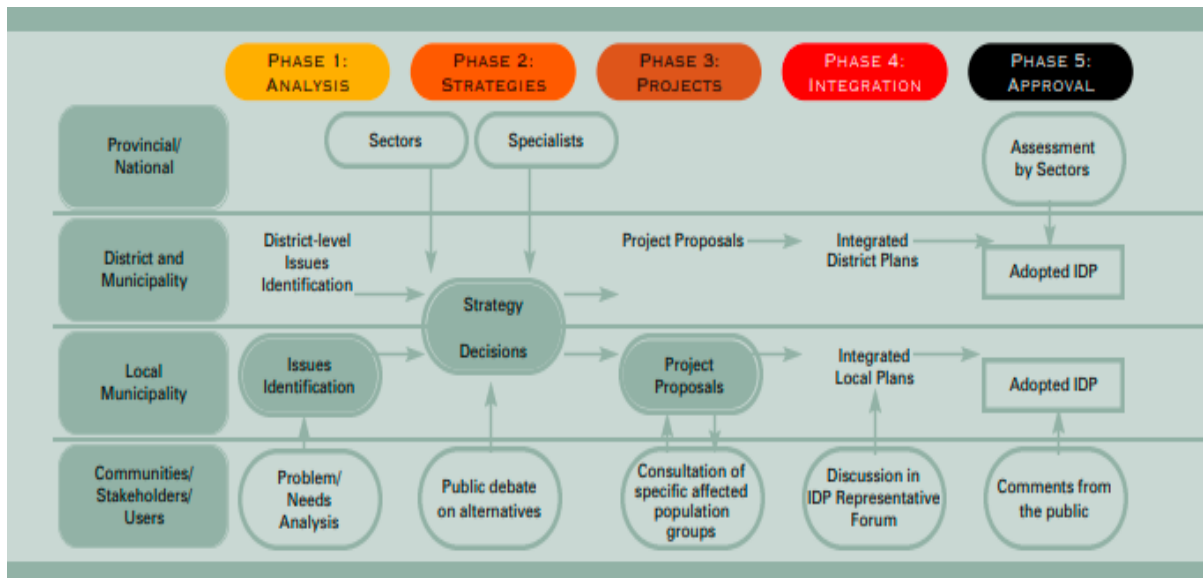 PHASE 1:
ANALYSIS
PHASE 2:
STRATEGIES
PHASE 3:
PROJECTS
PHASE 4:
INTEGRATION
PHASE 5:
APPROVAL
Provincial/
National
Sectors
Specialists
Assessment
by Sectors
District and
Municipality
District-level
Issues
Identification
Strategy
Decisions
Project Proposals
Integrated
District Plans
Adopted IDP
Local
Municipality
Issues
Identification
Project
Proposals
Integrated
Local Plans
Adopted IDP
Communities/
Stakeholders/
Users
Problem/
Needs
Analysis
Public debate
on alternatives
Consultation of
specific affected
population
groups
Discussion in
IDP Representative
Forum
Comments from
the public